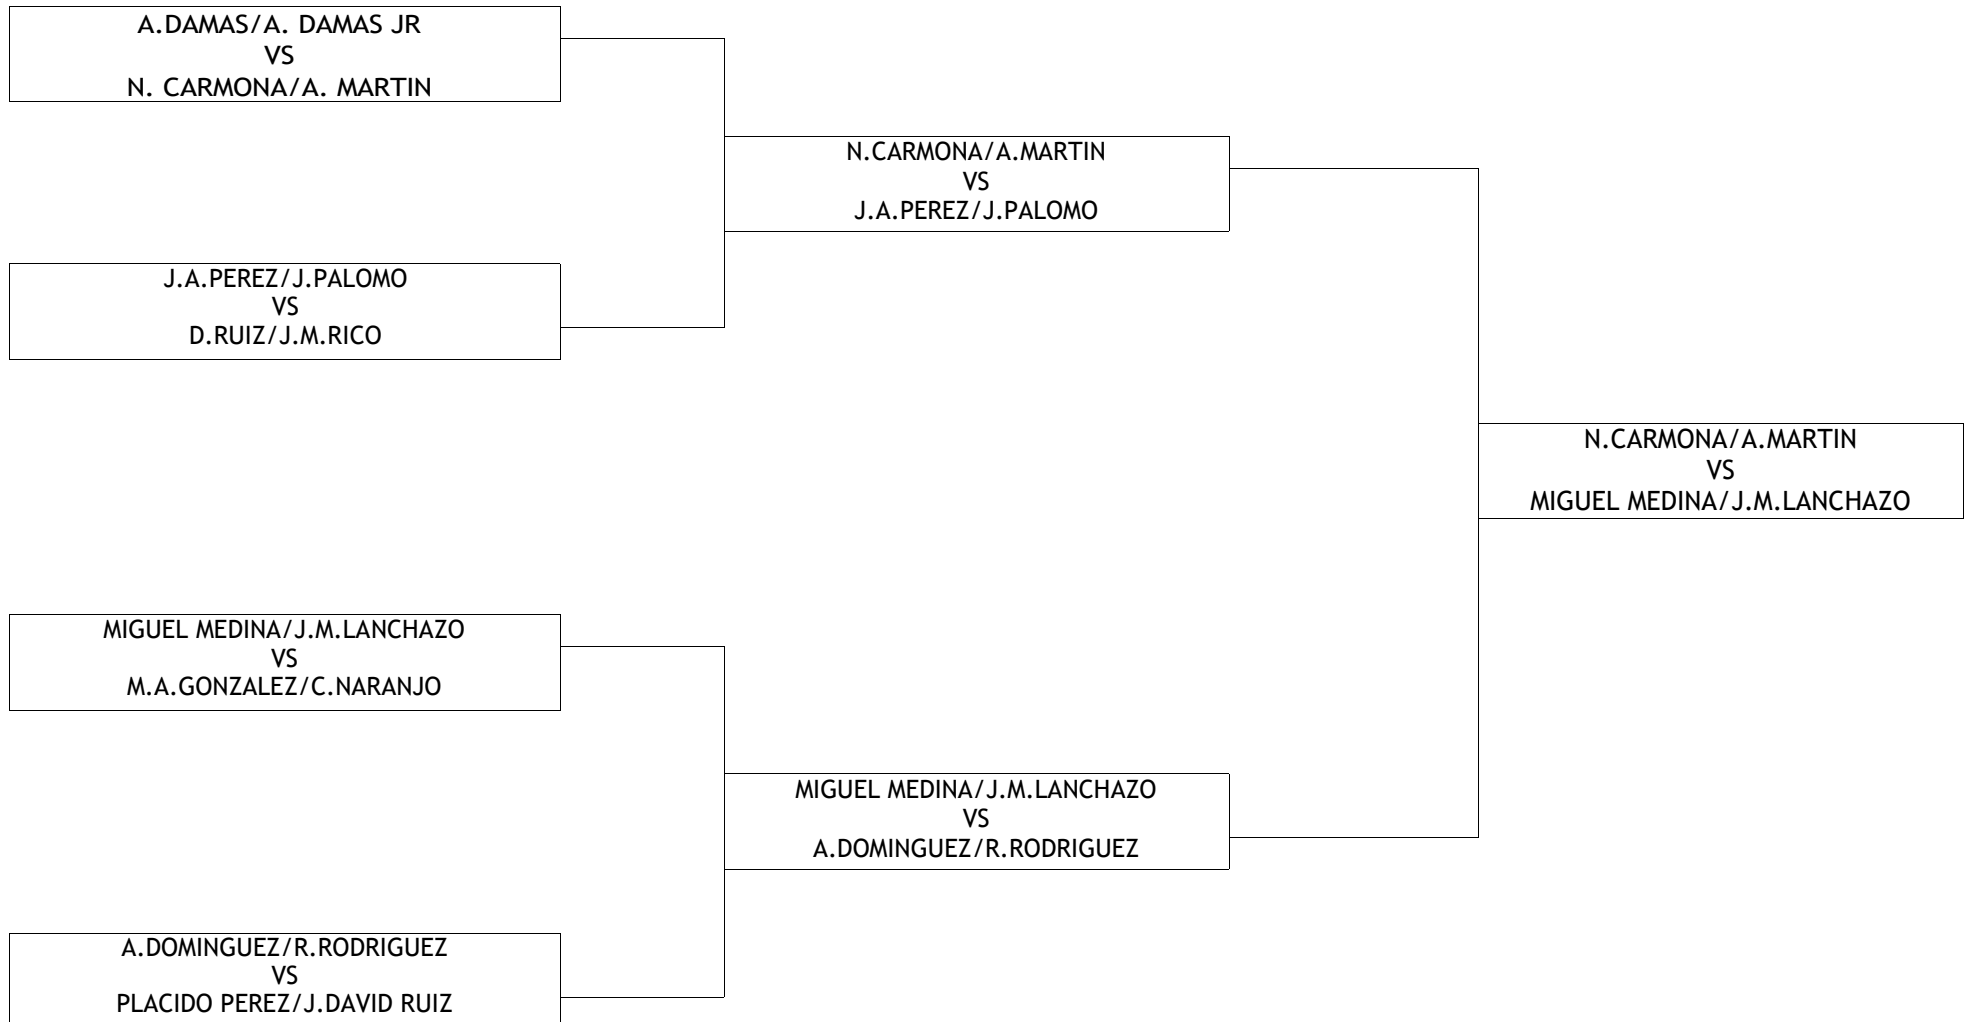 A.DAMAS/A. DAMAS JR
VS
N. CARMONA/A. MARTIN
N.CARMONA/A.MARTIN
VS
J.A.PEREZ/J.PALOMO
J.A.PEREZ/J.PALOMO
VS
D.RUIZ/J.M.RICO
N.CARMONA/A.MARTIN
VS
MIGUEL MEDINA/J.M.LANCHAZO
MIGUEL MEDINA/J.M.LANCHAZO
VS
M.A.GONZALEZ/C.NARANJO
MIGUEL MEDINA/J.M.LANCHAZO
VS
A.DOMINGUEZ/R.RODRIGUEZ
A.DOMINGUEZ/R.RODRIGUEZ
VS
PLACIDO PEREZ/J.DAVID RUIZ